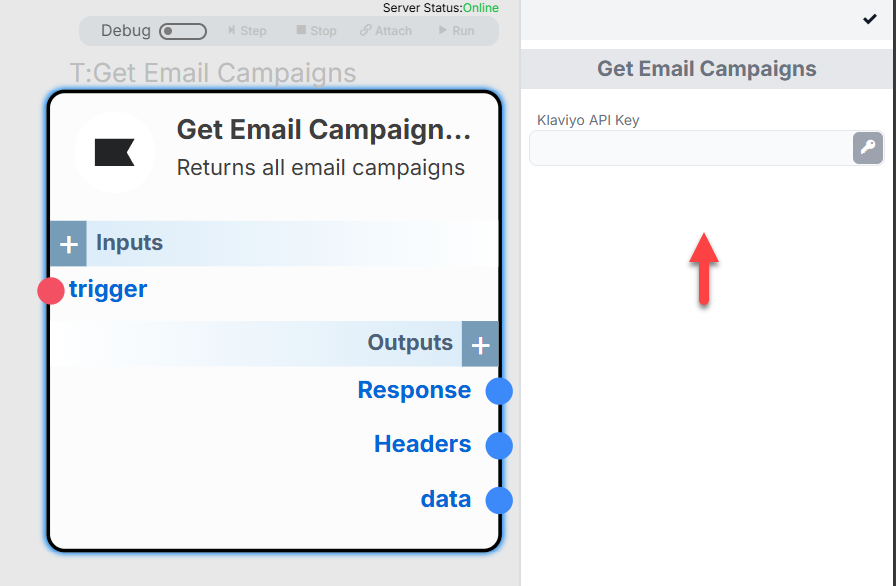 Server Status:Online
Debug Step Stop Attach Run
T:Get Email Campaigns
Get Email Campaign...
Returns all email campaigns
+ Inputs
trigger
Outputs +
Response
Headers
data
Get Email Campaigns
Klaviyo API Key